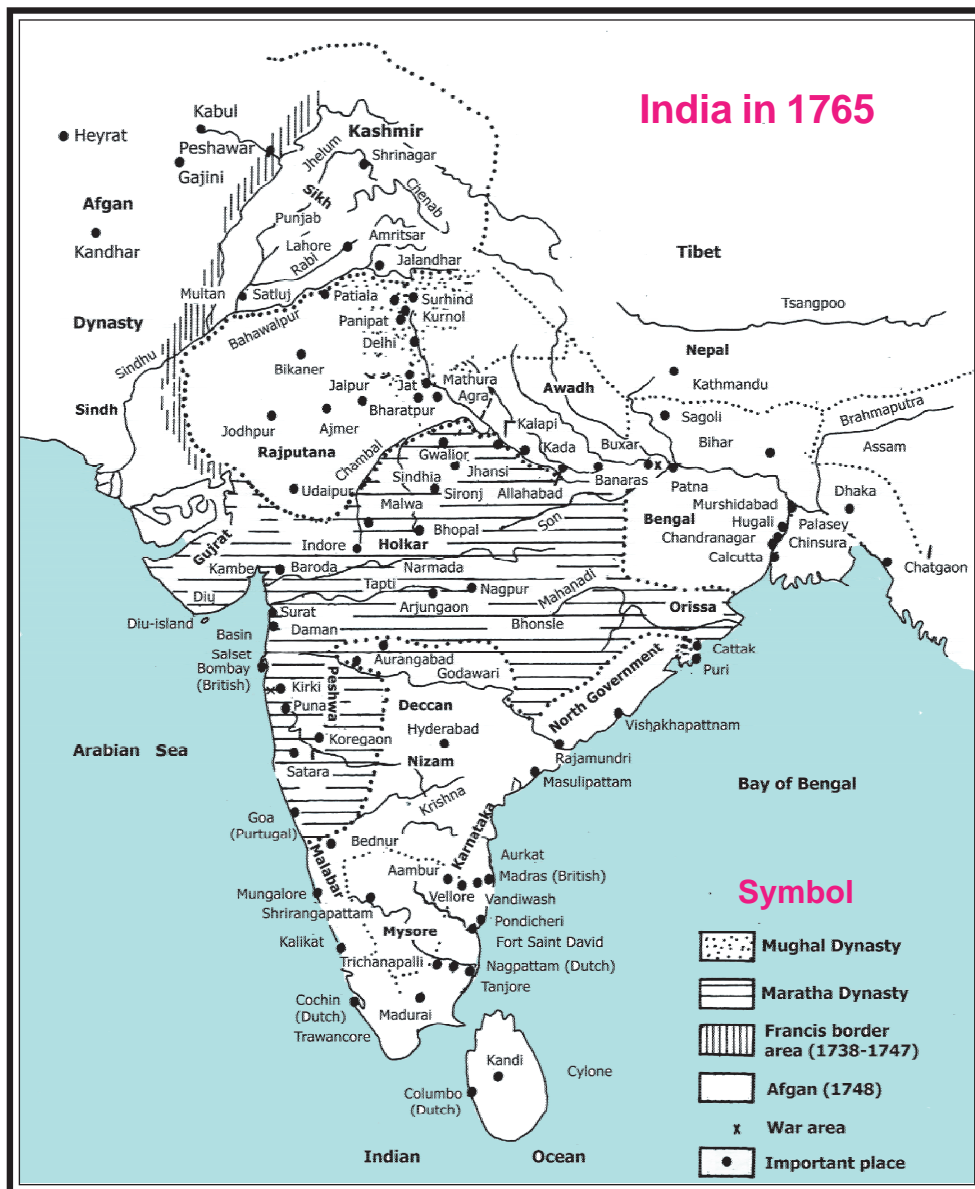 India in 1765
Kabul
Heyrat
Peshawar
Kashmir
Jhelum
Shrinagar
Gajini
Sikh
Chenab
Afgan
Punjab
Kandhar
Lahore
Rabi
Amritsar
Jalandhar
Tibet
Multan
Satluj
Patiala
Surhind
Tsangpoo
Dynasty
Bahawalpur
Panipat
Kurnol
Sindhu
Delhi
Nepal
Bikaner
Kathmandu
Jaipur
Jat
Mathura
Awadh
Agra
Sindh
Bharatpur
Kalapi
Sagoli
Brahmaputra
Jodhpur
Ajmer
Buxar
Bihar
Assam
Rajputana
Chambal
Gwalior
Kada
Sindhia
Jhansi
Banaras
Patna
Udaipur
Sironj
Allahabad
Dhaka
Malwa
Murshidabad
Son
Bengal
Hugali
Palasey
Bhopal
Chandranagar
Chinsura
Indore
Holkar
Calcutta
Gujrat
Chatgaon
Kambe
Baroda
Narmada
Tapti
Nagpur
Mahanadi
Diu
Arjungaon
Orissa
Diu-island
Surat
Bhonsle
Daman
Basin
Cattak
Salset
Aurangabad
Puri
Bombay
(British)
Godawari
North Government
Peshwa
Kirki
Puna
Deccan
Vishakhapattnam
Hyderabad
Arabian Sea
Koregaon
Nizam
Rajamundri
Satara
Masulipattam
Bay of Bengal
Krishna
Goa
(Purtugal)
Bednur
Karnataka
Malabar
Aurkat
Aambur
Madras (British)
Mungalore
Vellore
Vandiwash
Symbol
Shrirangapattam
Pondicheri
Mysore
Kalikat
Fort Saint David
Mughal Dynasty
Trichanapalli
Nagpattam (Dutch)
Tanjore
Maratha Dynasty
Cochin
(Dutch)
Madurai
Trawancore
Francis border
area (1738-1747)
Kandi
Cylone
Afgan (1748)
Columbo
(Dutch)
x War area
Indian Ocean
Important place